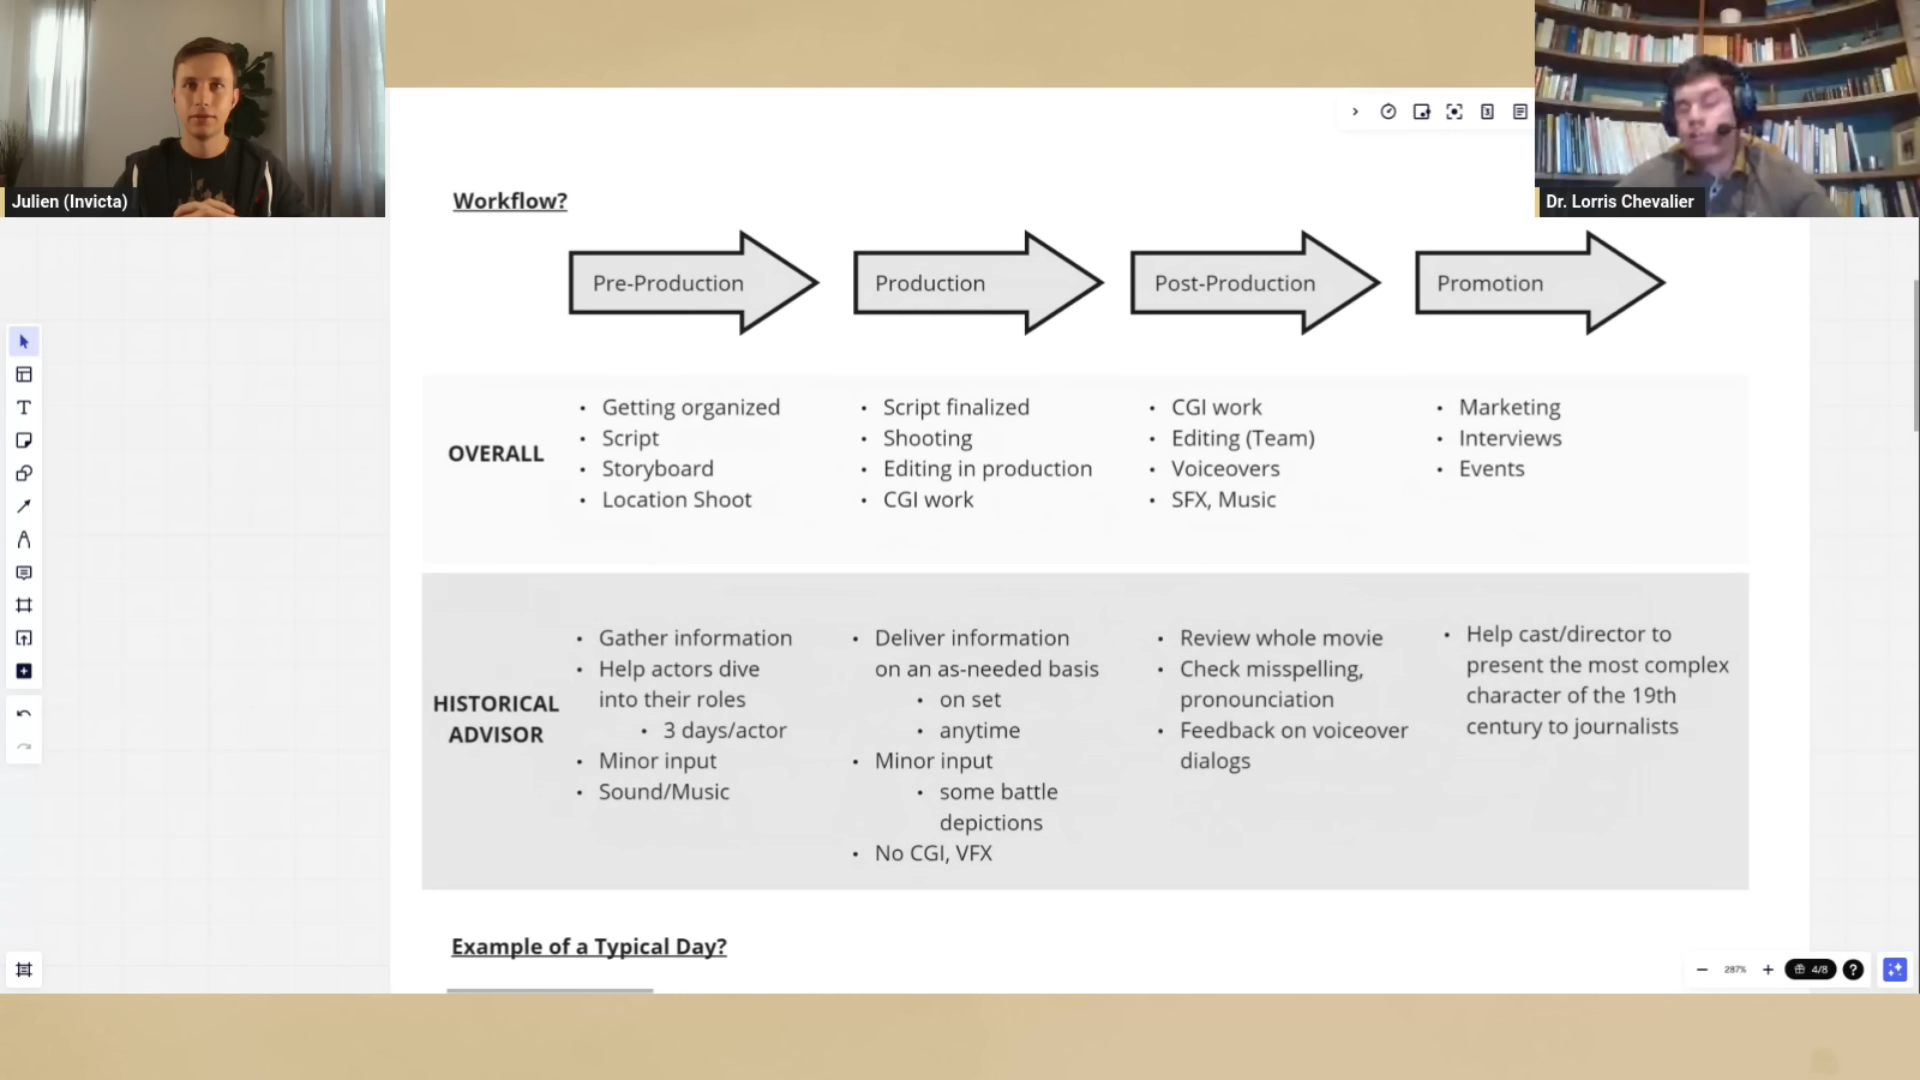 Julien (Invicta)
Dr. Lorris Chevalier
Workflow?
Pre-Production
Production
Post-Production
Promotion
OVERALL
• Getting organized
• Script
• Storyboard
• Location Shoot
• Script finalized
• Shooting
• Editing in production
• CGI work
• CGI work
• Editing (Team)
• Voiceovers
• SFX, Music
• Marketing
• Interviews
• Events
HISTORICAL
ADVISOR
• Gather information
• Help actors dive
into their roles
• 3 days/actor
• Minor input
• Sound/Music
• Deliver information
on an as-needed basis
• on set
• anytime
• Minor input
• some battle
depictions
• No CGI, VFX
• Review whole movie
• Check misspelling,
pronounciation
• Feedback on voiceover
dialogs
• Help cast/director to
present the most complex
character of the 19th
century to journalists
Example of a Typical Day?
287%
4/8
?